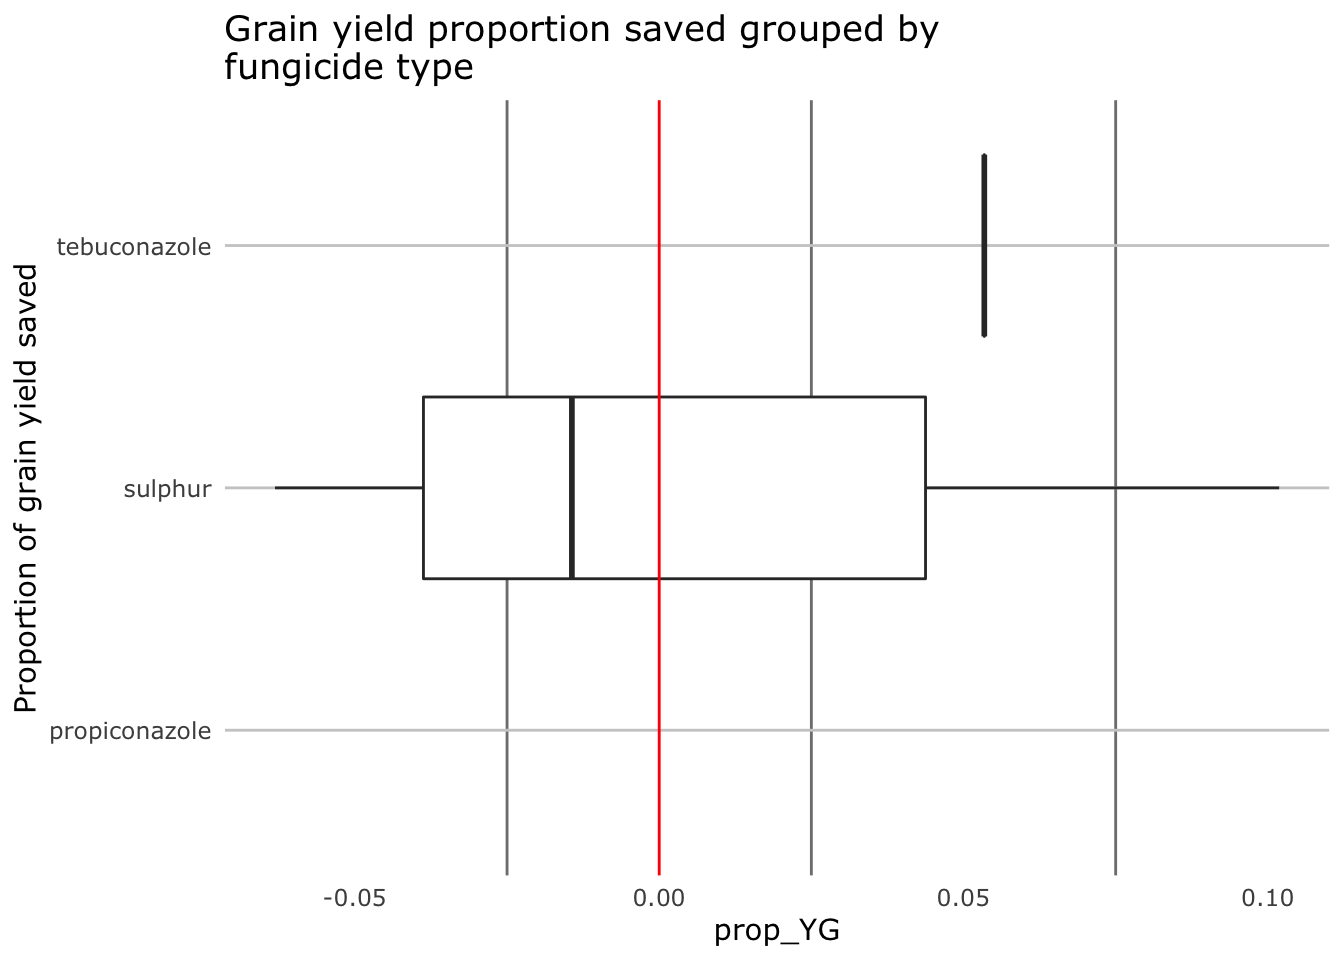 Grain yield proportion saved grouped by
fungicide type
Proportion of grain yield saved
tebuconazole
sulphur
propiconazole
-0.05 0.00 0.05 0.10
prop_YG